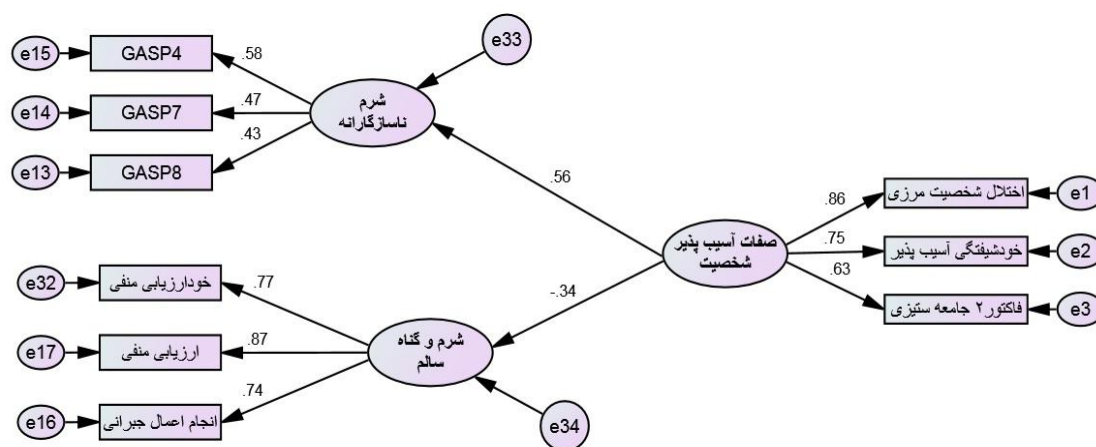 e15
GASP4
.58
e33
e14
GASP7
.47
شرم
ناسازگارانه
e13
GASP8
.43
.56
.86
اختلال شخصیت مرزی
e1
صفات آسیب پذیر
شخصیت
.75
خودشیفتگی آسیب پذیر
e2
.63
فاکتور۲ جامعه ستیزی
e3
e32
خودارزیابی منفی
.77
-.34
e17
ارزیابی منفی
.87
شرم و گناه
سالم
e16
انجام اعمال جبرانی
.74
e34